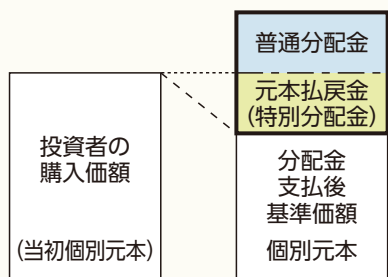 普通分配金
元本払戻金
(特別分配金)
投資者の
購入価額
(当初個別元本)
分配金
支払後
基準価額
個別元本